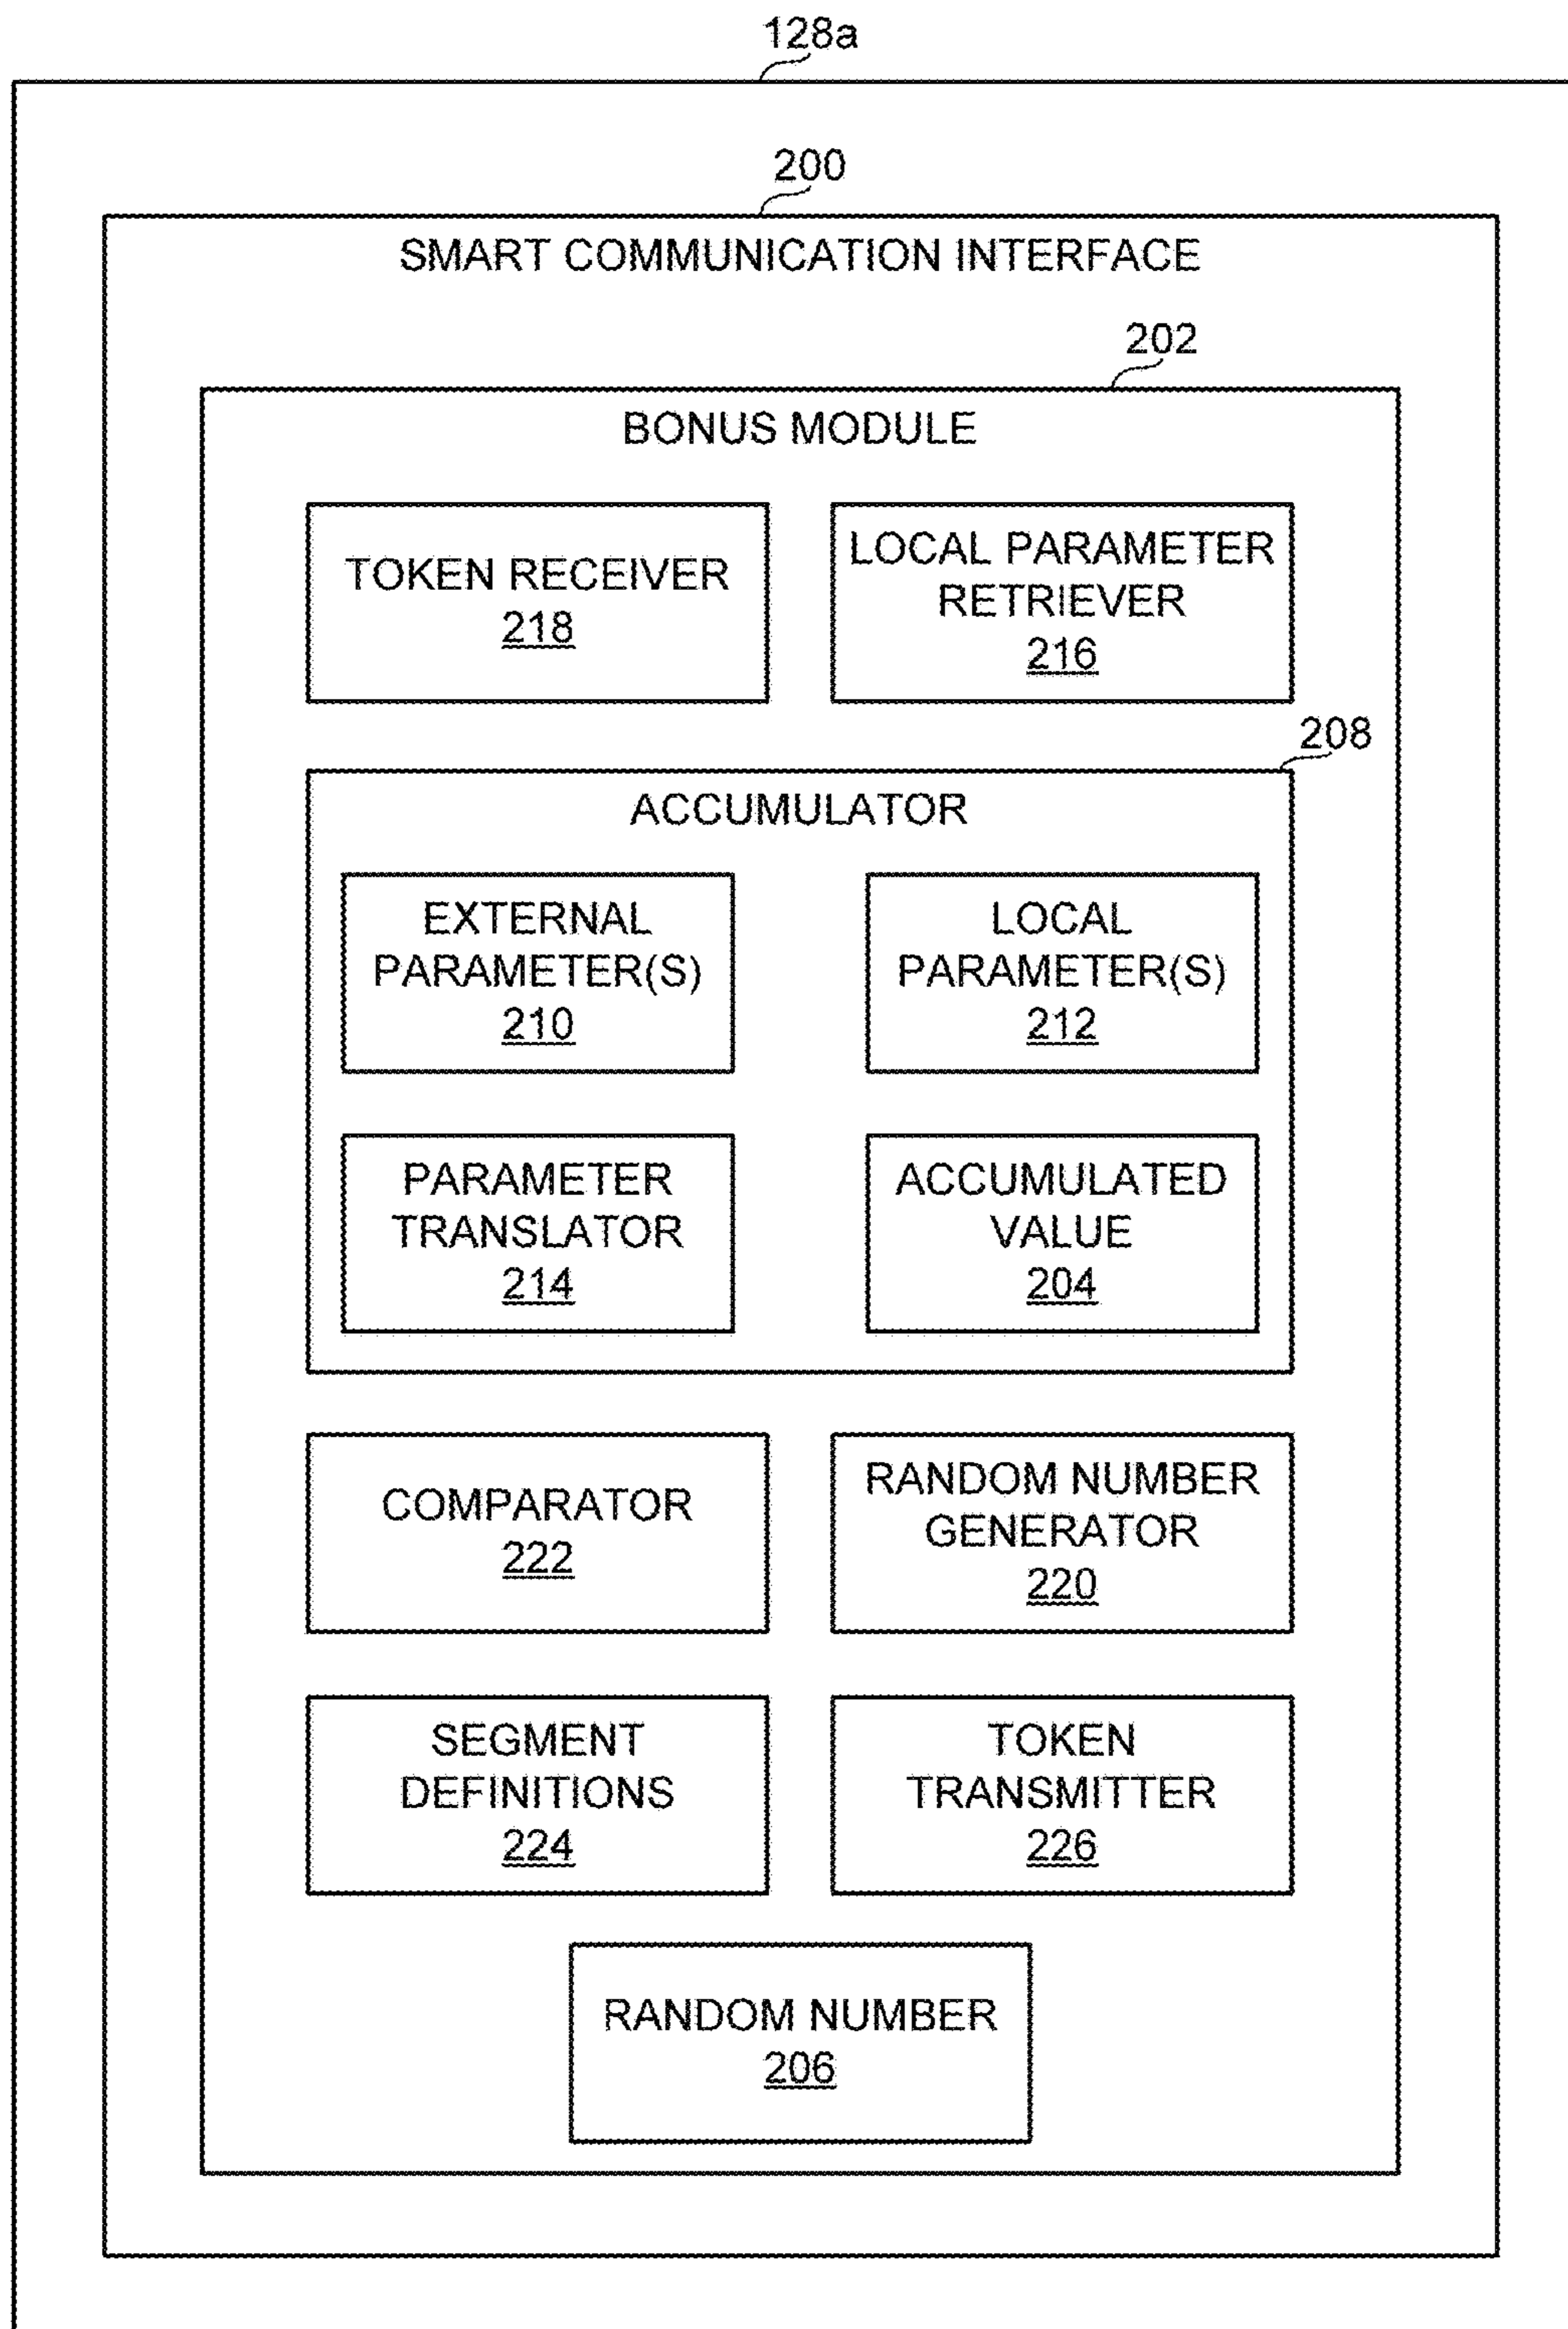 128a
200
SMART COMMUNICATION INTERFACE
202
BONUS MODULE
TOKEN RECEIVER
218
LOCAL PARAMETER
RETRIEVER
216
208
ACCUMULATOR
EXTERNAL
PARAMETER(S)
210
LOCAL
PARAMETER(S)
212
PARAMETER
TRANSLATOR
214
ACCUMULATED
VALUE
204
COMPARATOR
222
RANDOM NUMBER
GENERATOR
220
SEGMENT
DEFINITIONS
224
TOKEN
TRANSMITTER
226
RANDOM NUMBER
206